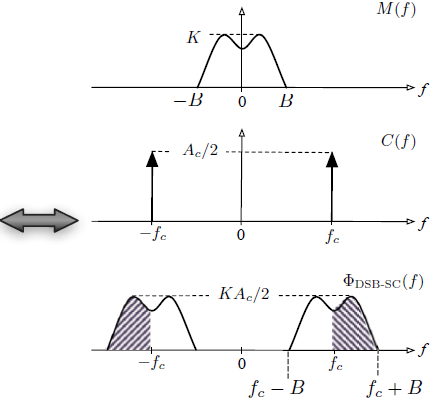 M(f)
K
f
−B 0 B
C(f)
A_c/2
f
−f_c 0 f_c
Φ_DSB-SC(f)
KA_c/2
f
−f_c 0 f_c
f_c − B f_c + B